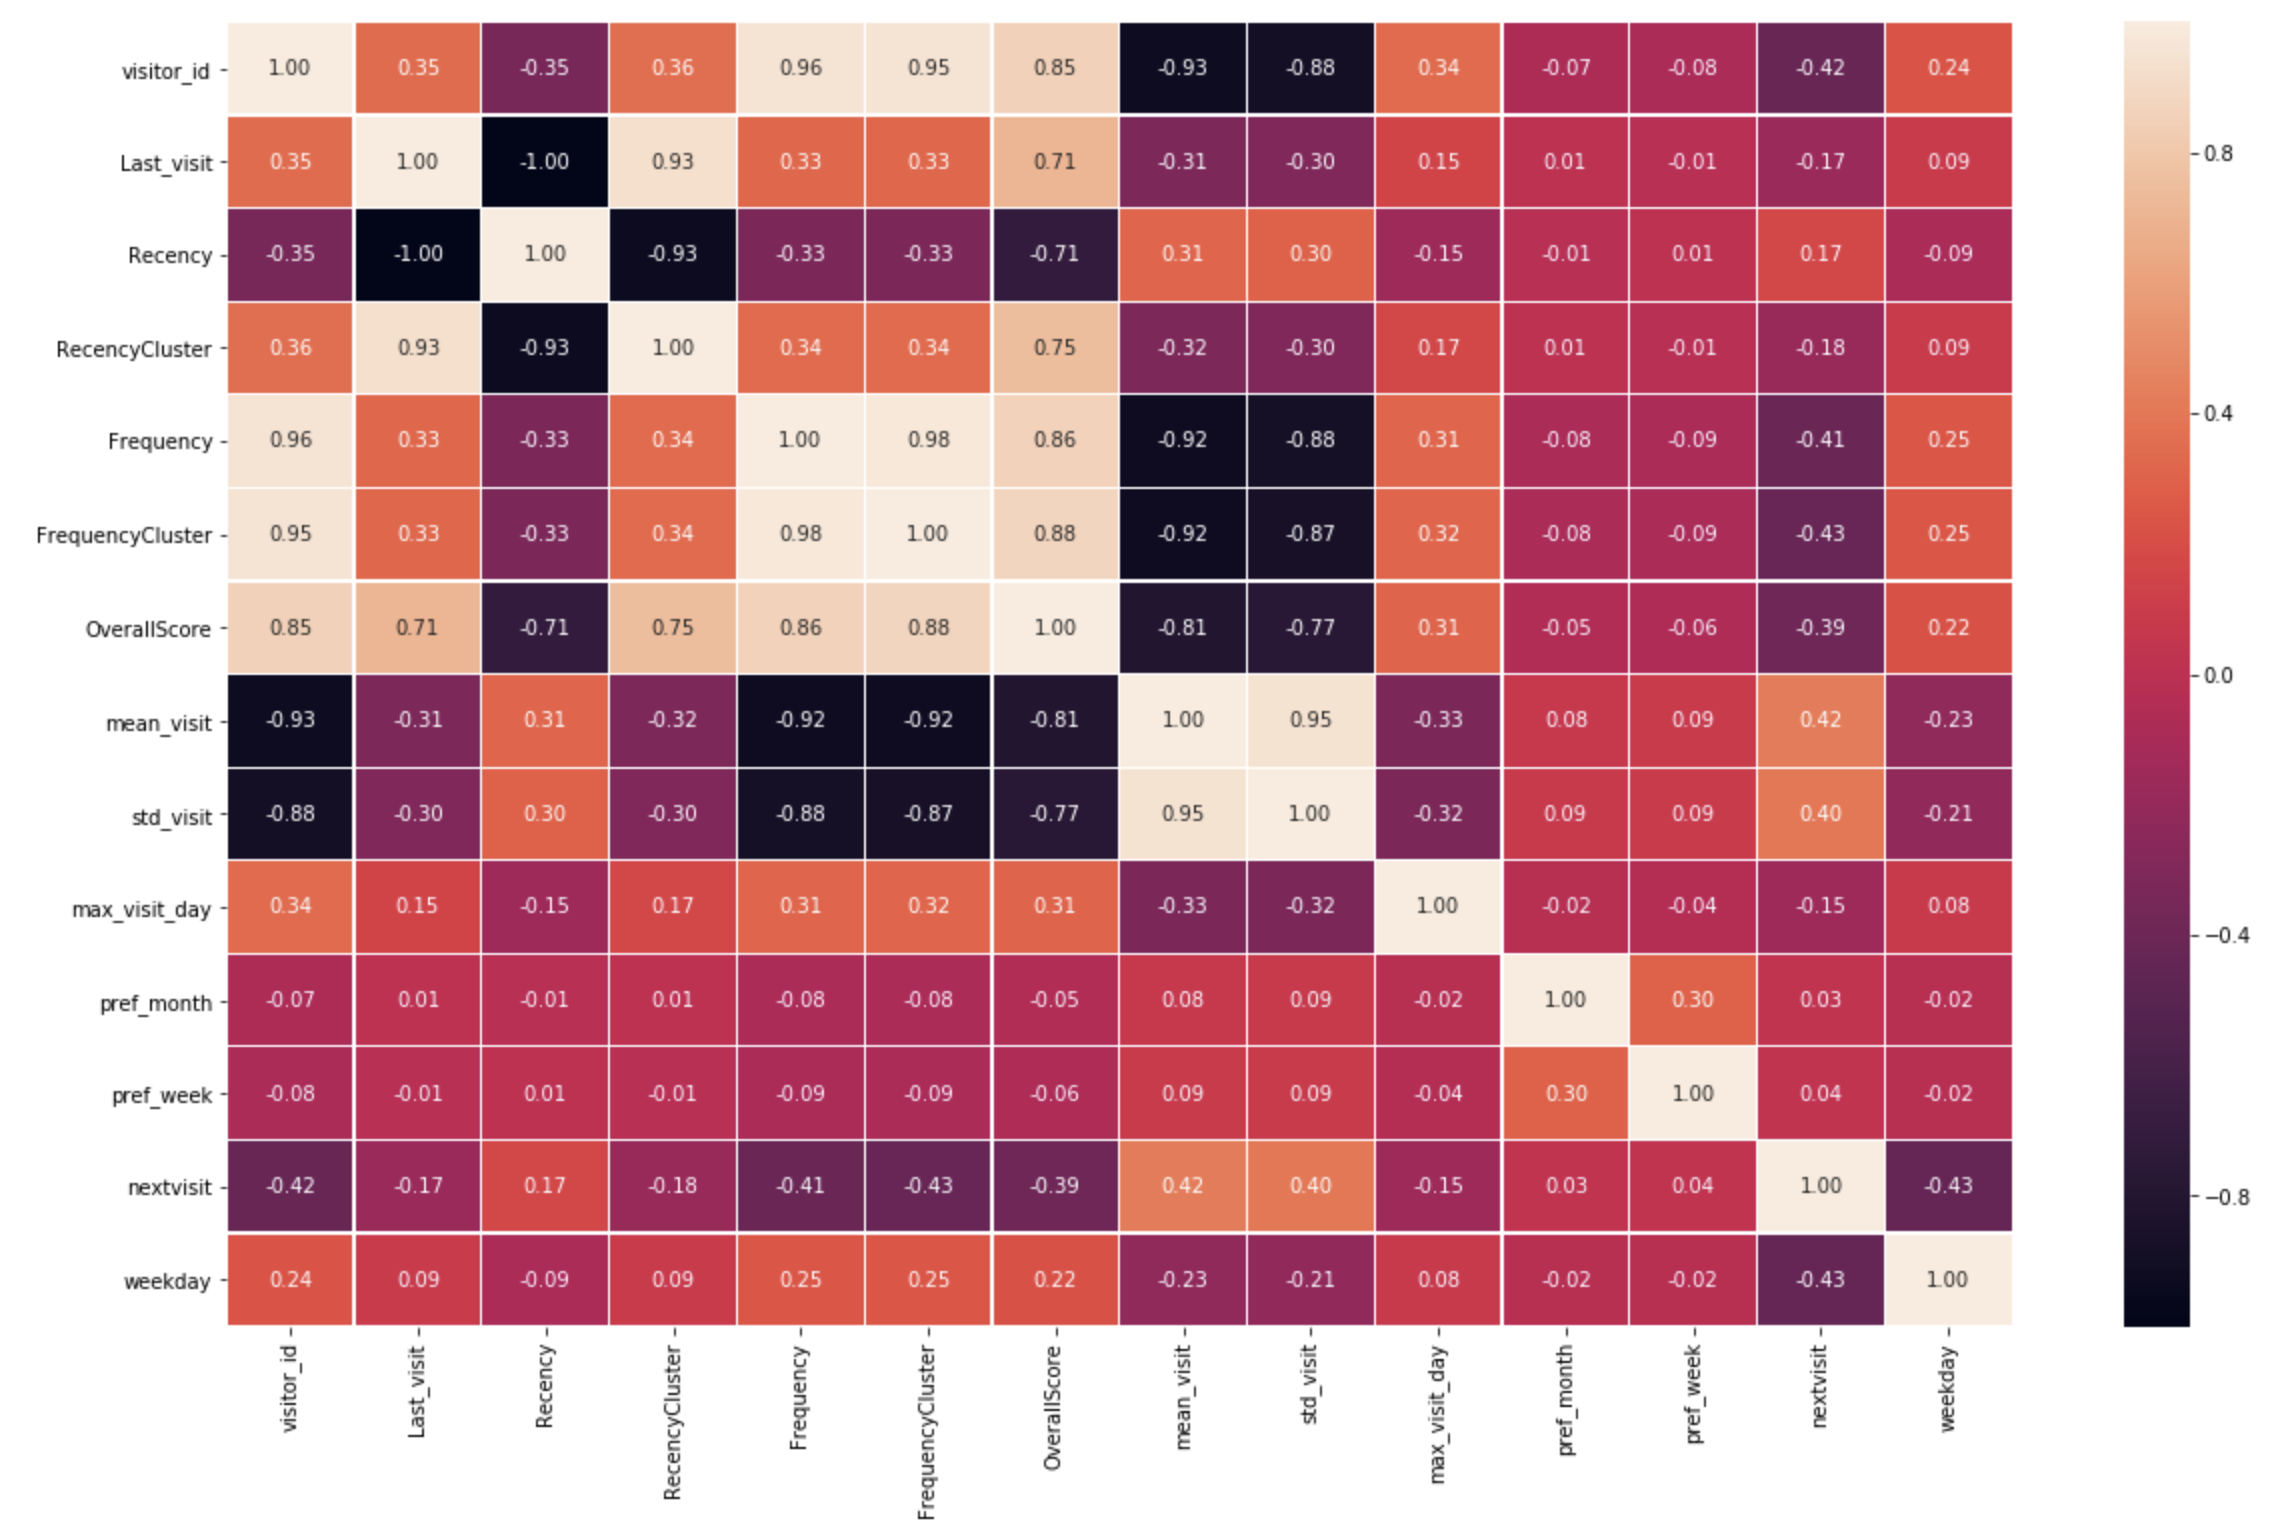 visitor_id 1.00 0.35 -0.35 0.36 0.96 0.95 0.85 -0.93 -0.88 0.34 -0.07 -0.08 -0.42 0.24
Last_visit 0.35 1.00 -1.00 0.93 0.33 0.33 0.71 -0.31 -0.30 0.15 0.01 -0.01 -0.17 0.09
Recency -0.35 -1.00 1.00 -0.93 -0.33 -0.33 -0.71 0.31 0.30 -0.15 -0.01 0.01 0.17 -0.09
RecencyCluster 0.36 0.93 -0.93 1.00 0.34 0.34 0.75 -0.32 -0.30 0.17 0.01 -0.01 -0.18 0.09
Frequency 0.96 0.33 -0.33 0.34 1.00 0.98 0.86 -0.92 -0.88 0.31 -0.08 -0.09 -0.41 0.25
FrequencyCluster 0.95 0.33 -0.33 0.34 0.98 1.00 0.88 -0.92 -0.87 0.32 -0.08 -0.09 -0.43 0.25
OverallScore 0.85 0.71 -0.71 0.75 0.86 0.88 1.00 -0.81 -0.77 0.31 -0.05 -0.06 -0.39 0.22
mean_visit -0.93 -0.31 0.31 -0.32 -0.92 -0.92 -0.81 1.00 0.95 -0.33 0.08 0.09 0.42 -0.23
std_visit -0.88 -0.30 0.30 -0.30 -0.88 -0.87 -0.77 0.95 1.00 -0.32 0.09 0.09 0.40 -0.21
max_visit_day 0.34 0.15 -0.15 0.17 0.31 0.32 0.31 -0.33 -0.32 1.00 -0.02 -0.04 -0.15 0.08
pref_month -0.07 0.01 -0.01 0.01 -0.08 -0.08 -0.05 0.08 0.09 -0.02 1.00 0.30 0.03 -0.02
pref_week -0.08 -0.01 0.01 -0.01 -0.09 -0.09 -0.06 0.09 0.09 -0.04 0.30 1.00 0.04 -0.02
nextvisit -0.42 -0.17 0.17 -0.18 -0.41 -0.43 -0.39 0.42 0.40 -0.15 0.03 0.04 1.00 -0.43
weekday 0.24 0.09 -0.09 0.09 0.25 0.25 0.22 -0.23 -0.21 0.08 -0.02 -0.02 -0.43 1.00
visitor_id
Last_visit
Recency
RecencyCluster
Frequency
FrequencyCluster
OverallScore
mean_visit
std_visit
max_visit_day
pref_month
pref_week
nextvisit
weekday
0.8
0.4
0.0
−0.4
−0.8